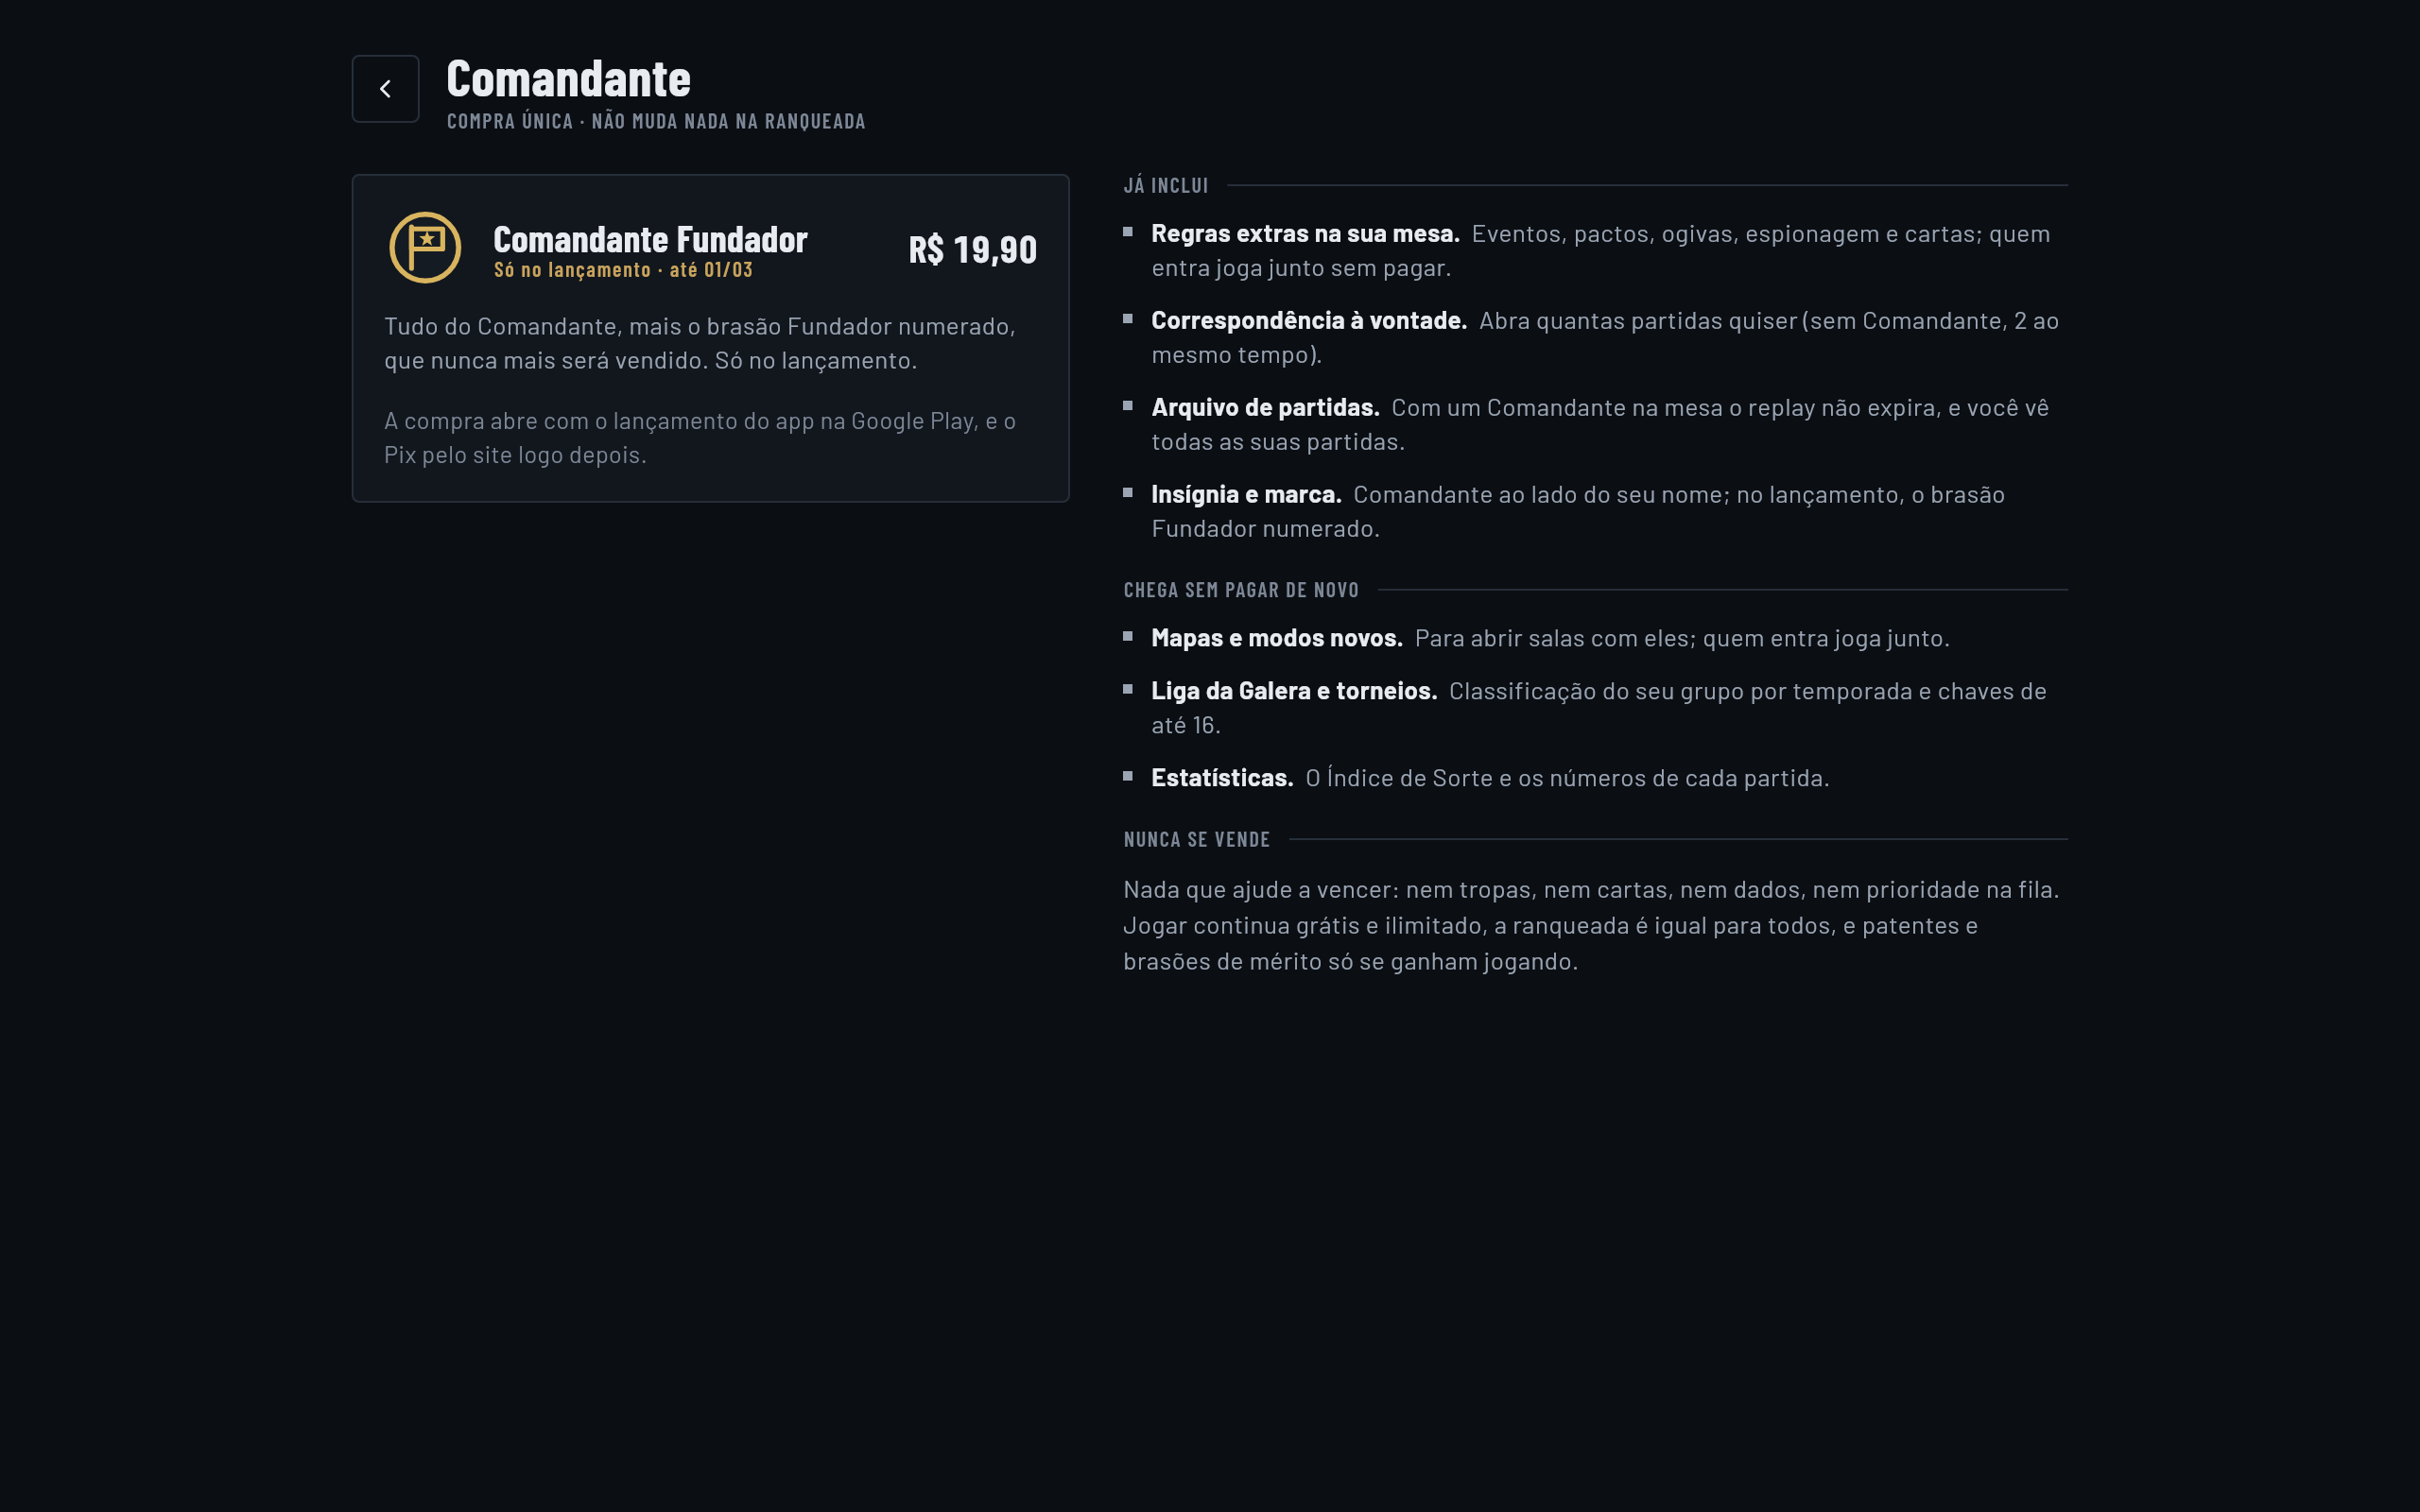 Comandante
COMPRA ÚNICA · NÃO MUDA NADA NA RANQUEADA
Comandante Fundador
Só no lançamento · até 01/03
R$ 19,90
Tudo do Comandante, mais o brasão Fundador numerado,
que nunca mais será vendido. Só no lançamento.
A compra abre com o lançamento do app na Google Play, e o
Pix pelo site logo depois.
JÁ INCLUI
Regras extras na sua mesa. Eventos, pactos, ogivas, espionagem e cartas; quem
entra joga junto sem pagar.
Correspondência à vontade. Abra quantas partidas quiser (sem Comandante, 2 ao
mesmo tempo).
Arquivo de partidas. Com um Comandante na mesa o replay não expira, e você vê
todas as suas partidas.
Insígnia e marca. Comandante ao lado do seu nome; no lançamento, o brasão
Fundador numerado.
CHEGA SEM PAGAR DE NOVO
Mapas e modos novos. Para abrir salas com eles; quem entra joga junto.
Liga da Galera e torneios. Classificação do seu grupo por temporada e chaves de
até 16.
Estatísticas. O Índice de Sorte e os números de cada partida.
NUNCA SE VENDE
Nada que ajude a vencer: nem tropas, nem cartas, nem dados, nem prioridade na fila.
Jogar continua grátis e ilimitado, a ranqueada é igual para todos, e patentes e
brasões de mérito só se ganham jogando.